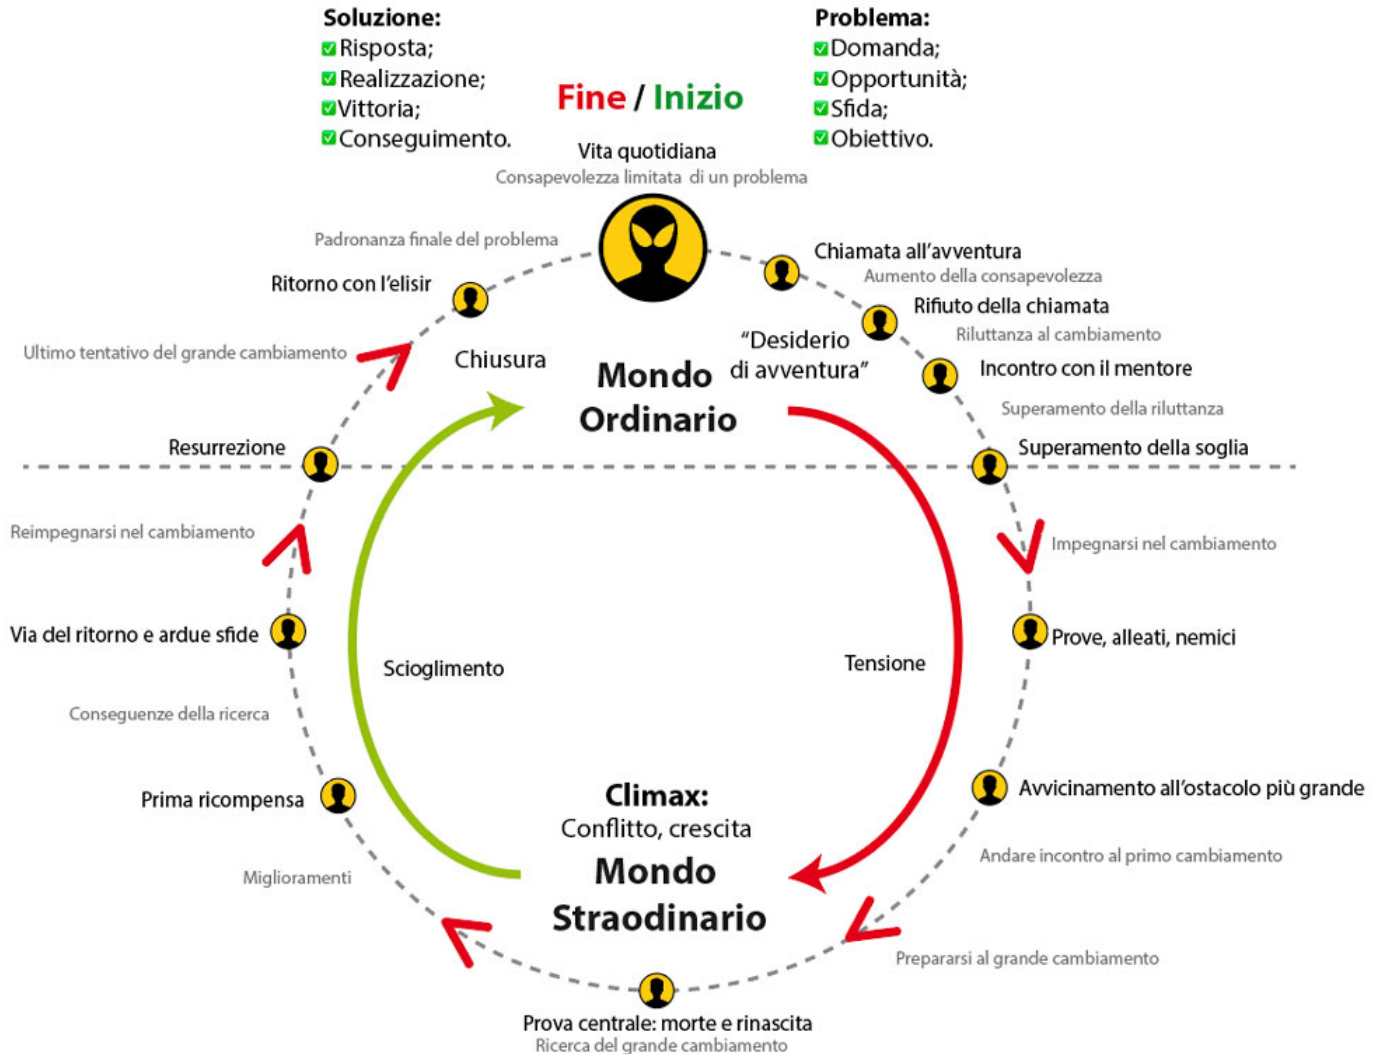 Soluzione:
Risposta;
Realizzazione;
Vittoria;
Conseguimento.
Problema:
Domanda;
Opportunità;
Sfida;
Obiettivo.
Fine / Inizio
Vita quotidiana
Consapevolezza limitata di un problema
Chiamata all'avventura
Aumento della consapevolezza
Rifiuto della chiamata
Riluttanza al cambiamento
Incontro con il mentore
Superamento della riluttanza
Superamento della soglia
Impegnarsi nel cambiamento
Prove, alleati, nemici
Avvicinamento all'ostacolo più grande
Andare incontro al primo cambiamento
Prepararsi al grande cambiamento
Prova centrale: morte e rinascita
Ricerca del grande cambiamento
Miglioramenti
Prima ricompensa
Conseguenze della ricerca
Via del ritorno e ardue sfide
Reimpegnarsi nel cambiamento
Resurrezione
Ultimo tentativo del grande cambiamento
Ritorno con l'elisir
Padronanza finale del problema
Chiusura
Mondo
Ordinario
“Desiderio
di avventura”
Scioglimento
Tensione
Climax:
Conflitto, crescita
Mondo
Straodinario